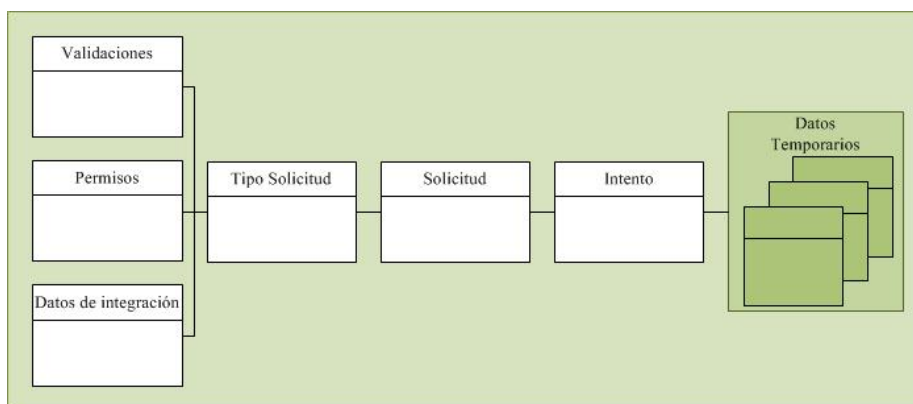 Validaciones
Permisos
Datos de integración
Tipo Solicitud
Solicitud
Intento
Datos
Temporarios